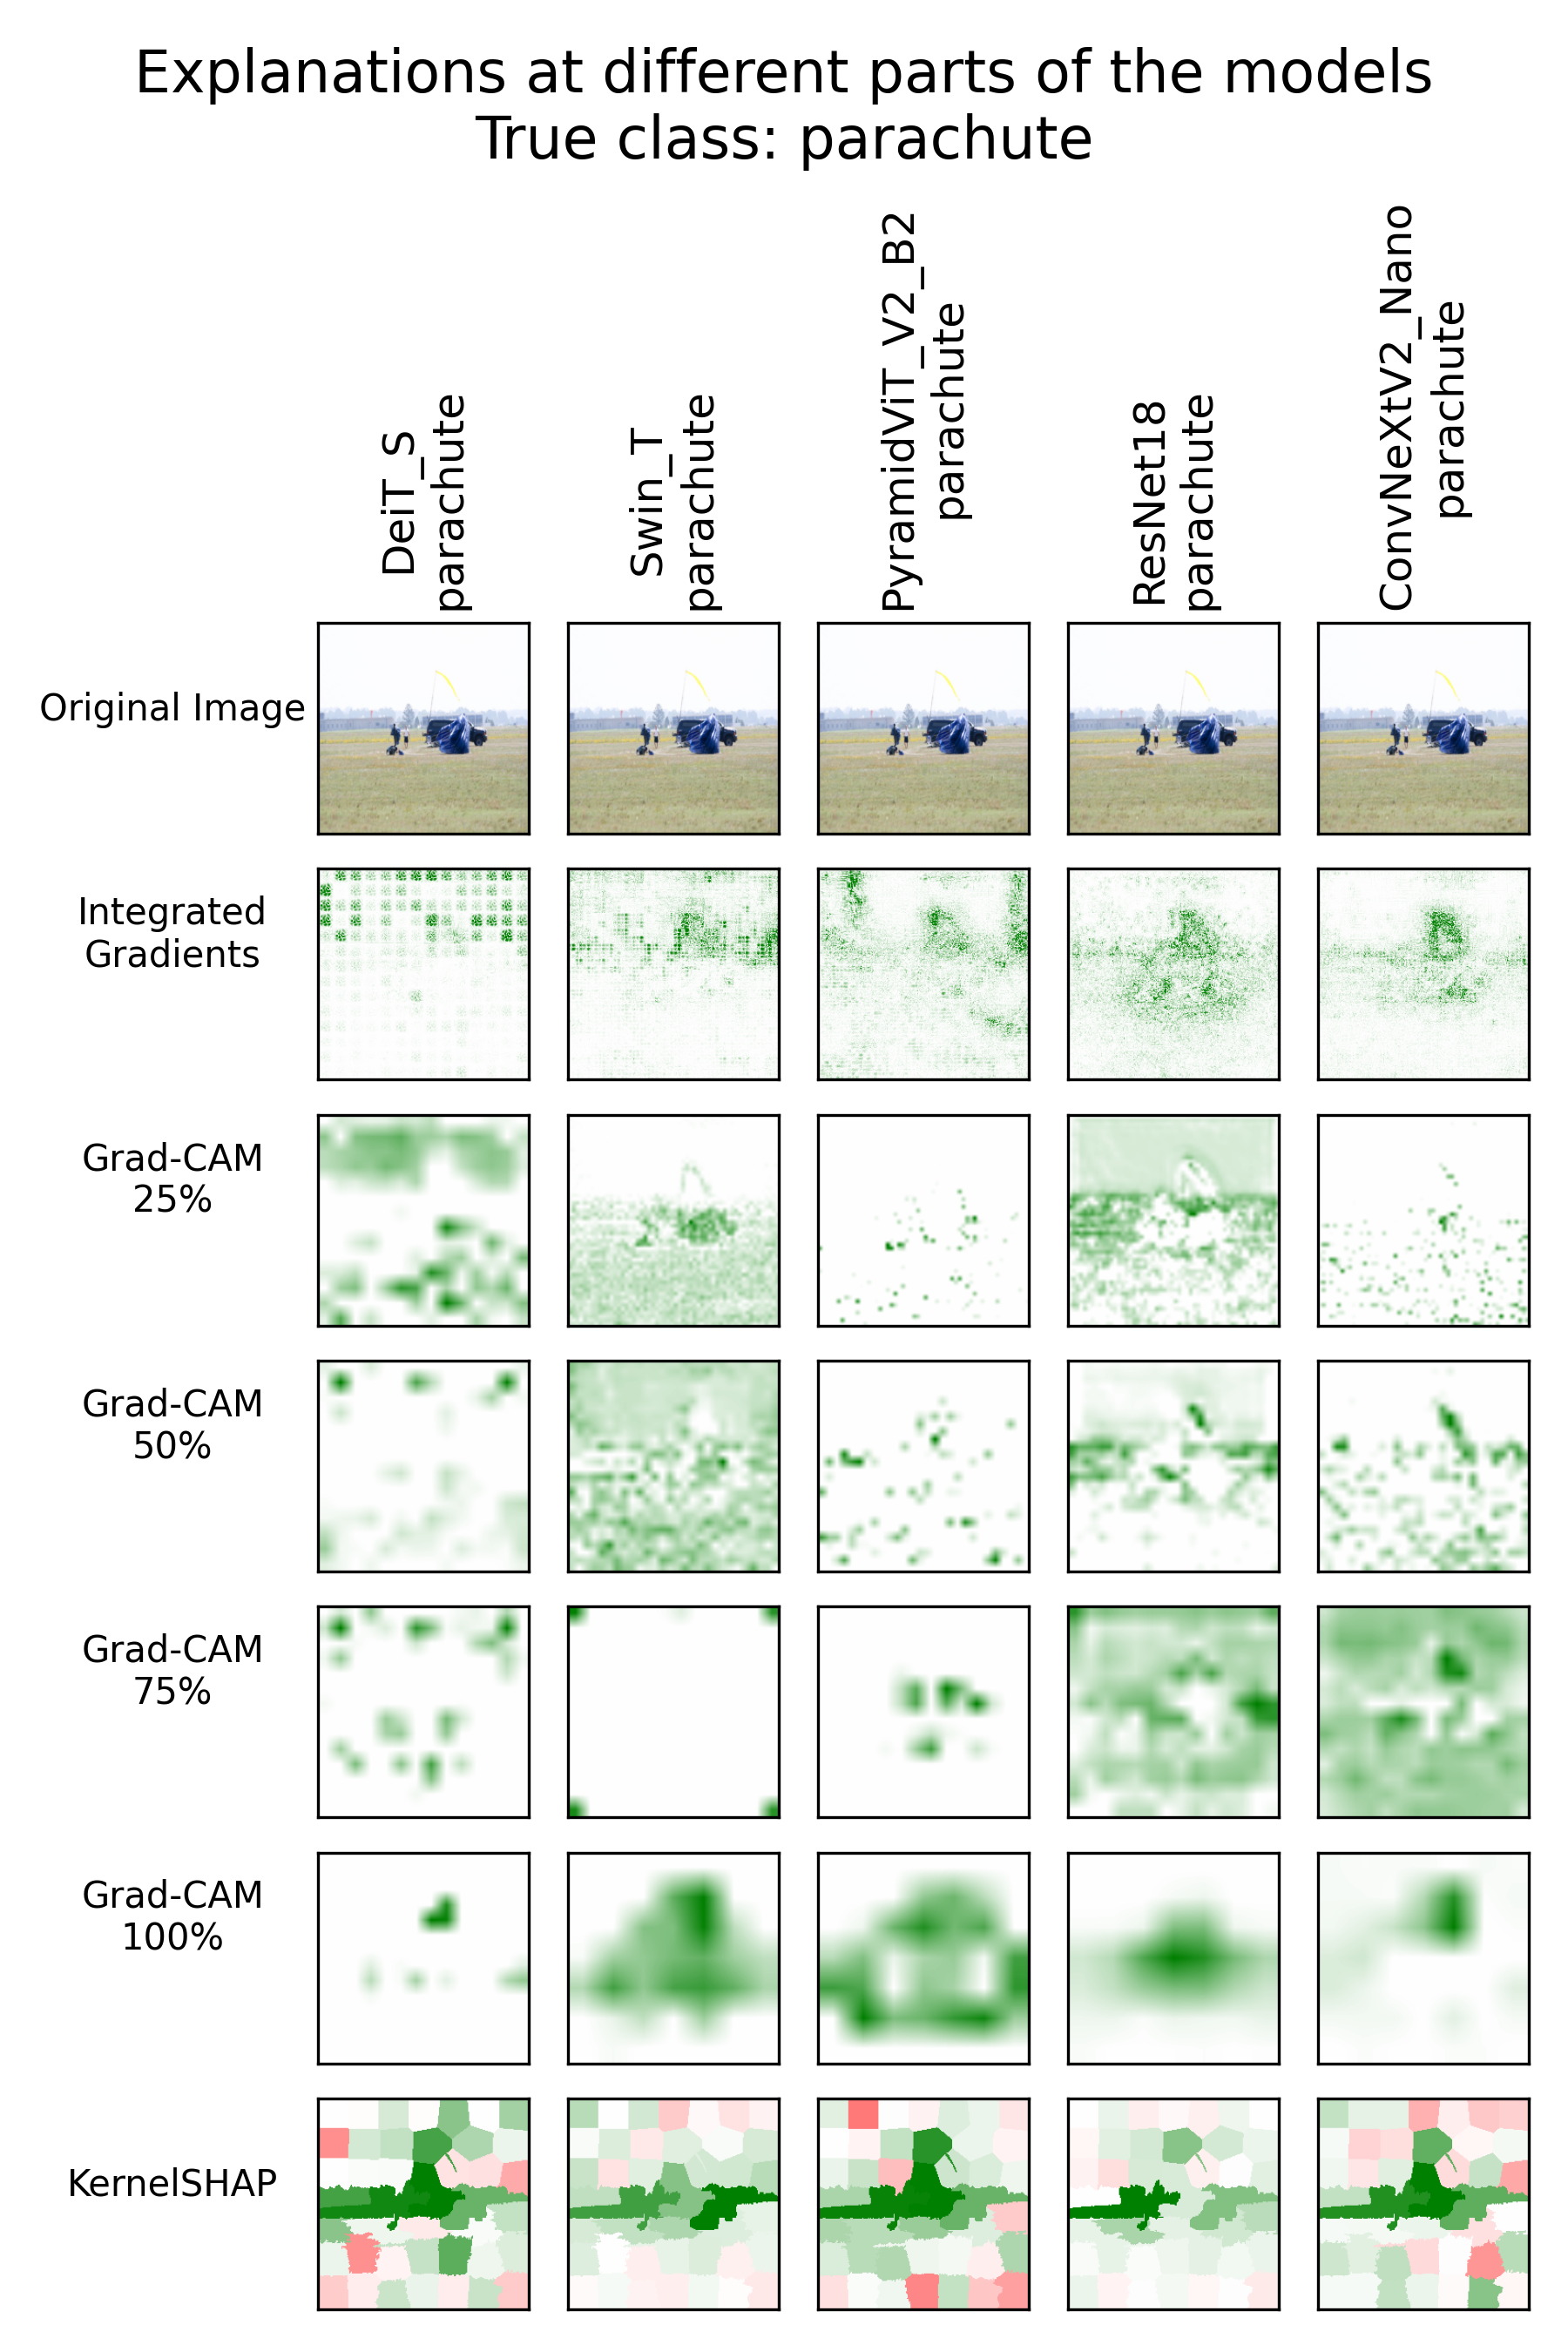 Explanations at different parts of the models
True class: parachute
DeiT_S
parachute
Swin_T
parachute
PyramidViT_V2_B2
parachute
ResNet18
parachute
ConvNeXtV2_Nano
parachute
Original Image
Integrated
Gradients
Grad-CAM
25%
Grad-CAM
50%
Grad-CAM
75%
Grad-CAM
100%
KernelSHAP